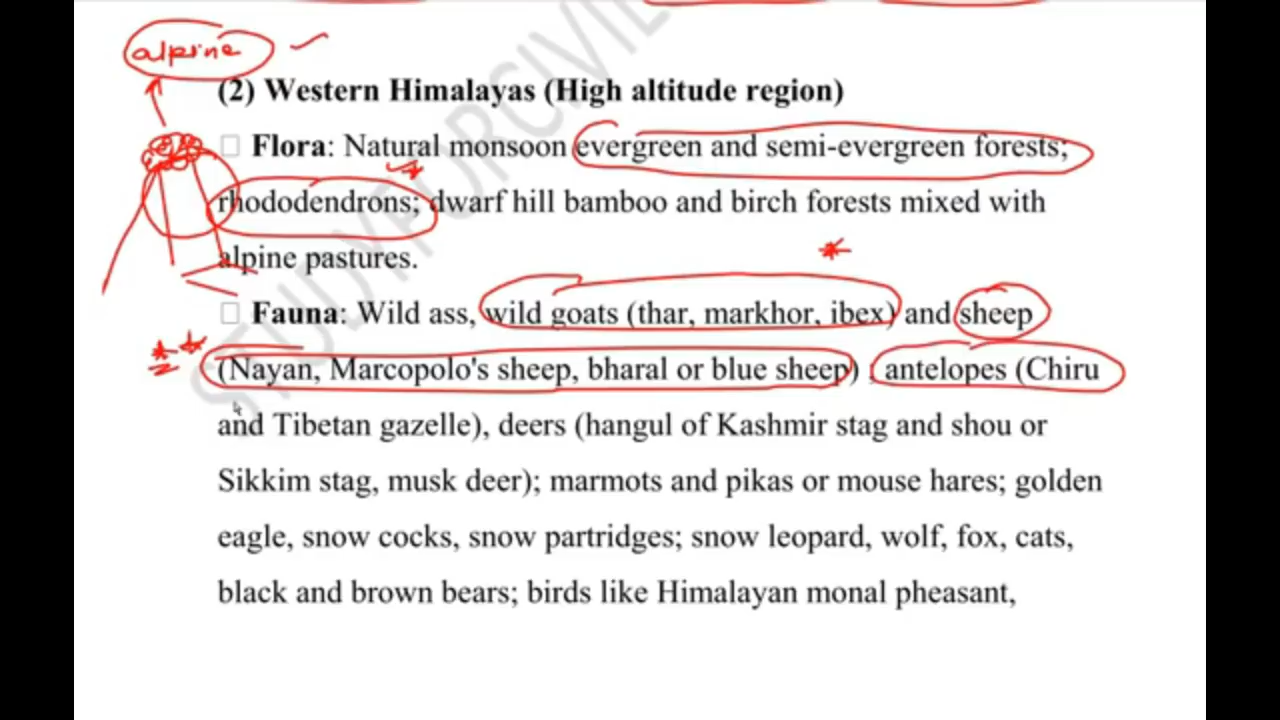 alpine
(2) Western Himalayas (High altitude region)
Flora: Natural monsoon evergreen and semi-evergreen forests;
rhododendrons; dwarf hill bamboo and birch forests mixed with
alpine pastures.
Fauna: Wild ass, wild goats (thar, markhor, ibex) and sheep
(Nayan, Marcopolo's sheep, bharal or blue sheep) ; antelopes (Chiru
and Tibetan gazelle), deers (hangul of Kashmir stag and shou or
Sikkim stag, musk deer); marmots and pikas or mouse hares; golden
eagle, snow cocks, snow partridges; snow leopard, wolf, fox, cats,
black and brown bears; birds like Himalayan monal pheasant,
STUDYFORCIVIL